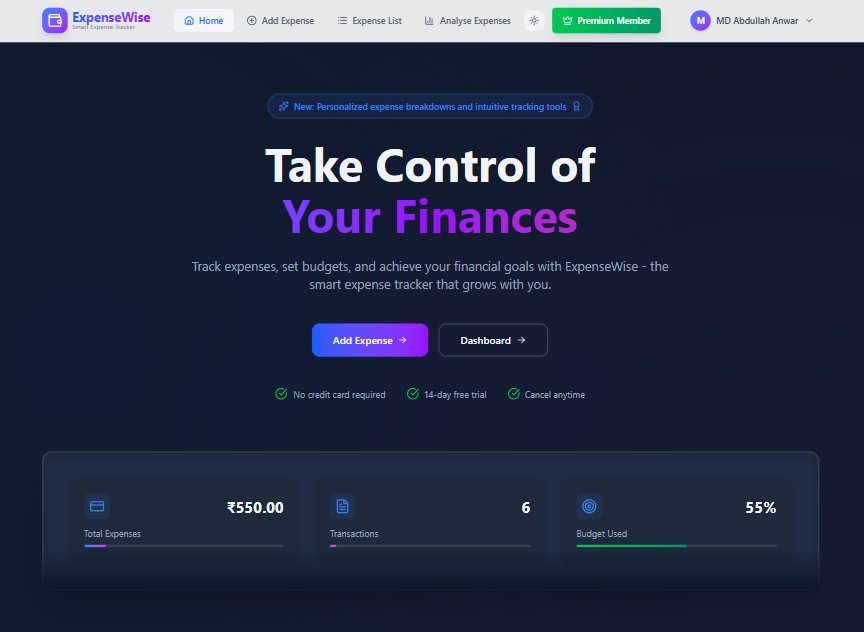 ExpenseWise
Smart Expense Tracker
Home
Add Expense
Expense List
Analyse Expenses
Premium Member
M
MD Abdullah Anwar
New: Personalized expense breakdowns and intuitive tracking tools
Take Control of
Your Finances
Track expenses, set budgets, and achieve your financial goals with ExpenseWise - the
smart expense tracker that grows with you.
Add Expense →
Dashboard →
No credit card required
14-day free trial
Cancel anytime
₹550.00
Total Expenses
6
Transactions
55%
Budget Used